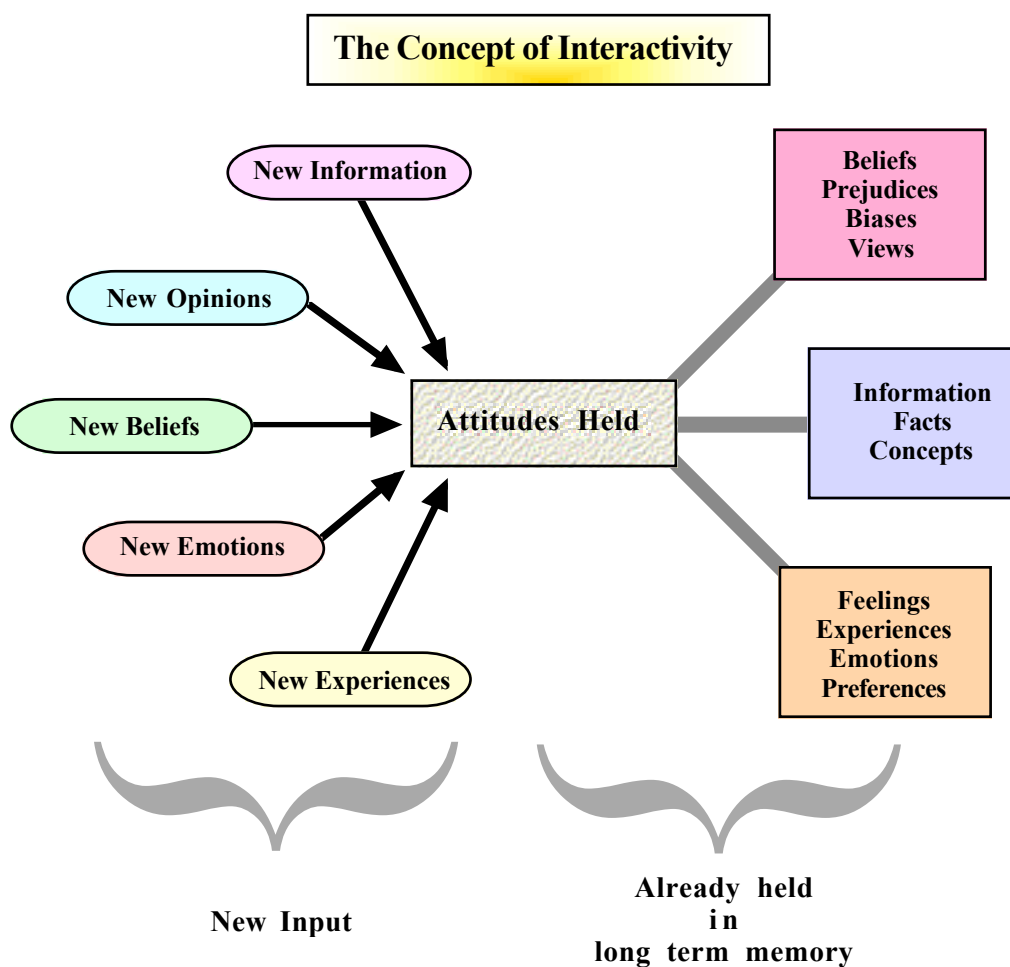 The Concept of Interactivity
New Information
New Opinions
New Beliefs
New Emotions
New Experiences
Attitudes Held
Beliefs
Prejudices
Biases
Views
Information
Facts
Concepts
Feelings
Experiences
Emotions
Preferences
New Input
Already held
in
long term memory